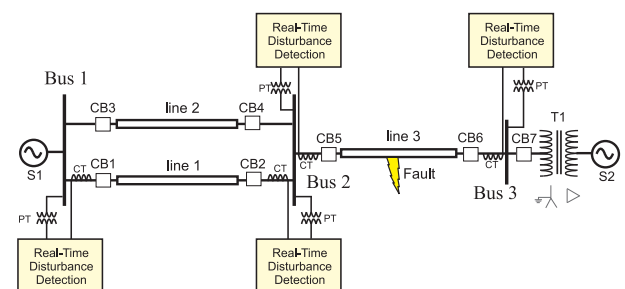 Real-Time
Disturbance
Detection
Real-Time
Disturbance
Detection
Bus 1
PT
PT
T1
CB3
line 2
CB4
CB5
line 3
CB6
CB7
S1
CT
CB1
line 1
CB2
CT
CT
Bus 2
Fault
CT
Bus 3
S2
PT
PT
Real-Time
Disturbance
Detection
Real-Time
Disturbance
Detection